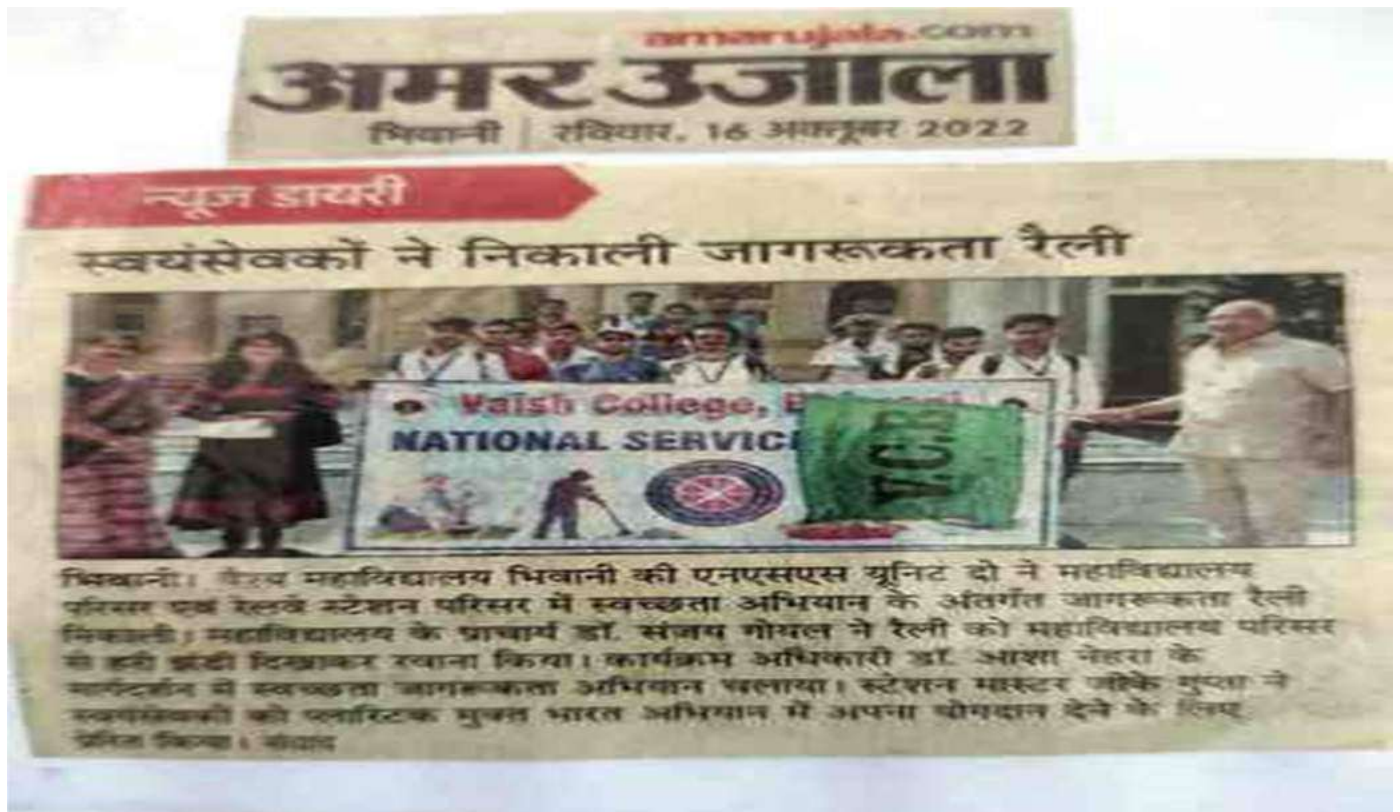 amarujala.com
अमर उजाला
भिवानी | रविवार, 16 अक्तूबर 2022
न्यूज डायरी
स्वयंसेवकों ने निकाली जागरूकता रैली
Vaish College,
NATIONAL SERVIC
V.C.B
भिवानी। वैश्य महाविद्यालय भिवानी की एनएसएस यूनिट दो ने महाविद्यालय
परिसर एवं रेलवे स्टेशन परिसर में स्वच्छता अभियान के अंतर्गत जागरूकता रैली
निकाली। महाविद्यालय के प्राचार्य डॉ. संजय गोयल ने रैली को महाविद्यालय परिसर
से हरी झंडी दिखाकर रवाना किया। कार्यक्रम अधिकारी डॉ. आशा नेहरा के
मार्गदर्शन में स्वच्छता जागरूकता अभियान चलाया। स्टेशन मास्टर जीके गुप्ता ने
स्वयंसेवकों को प्लास्टिक मुक्त भारत अभियान में अपना योगदान देने के लिए
प्रेरित किया। संवाद